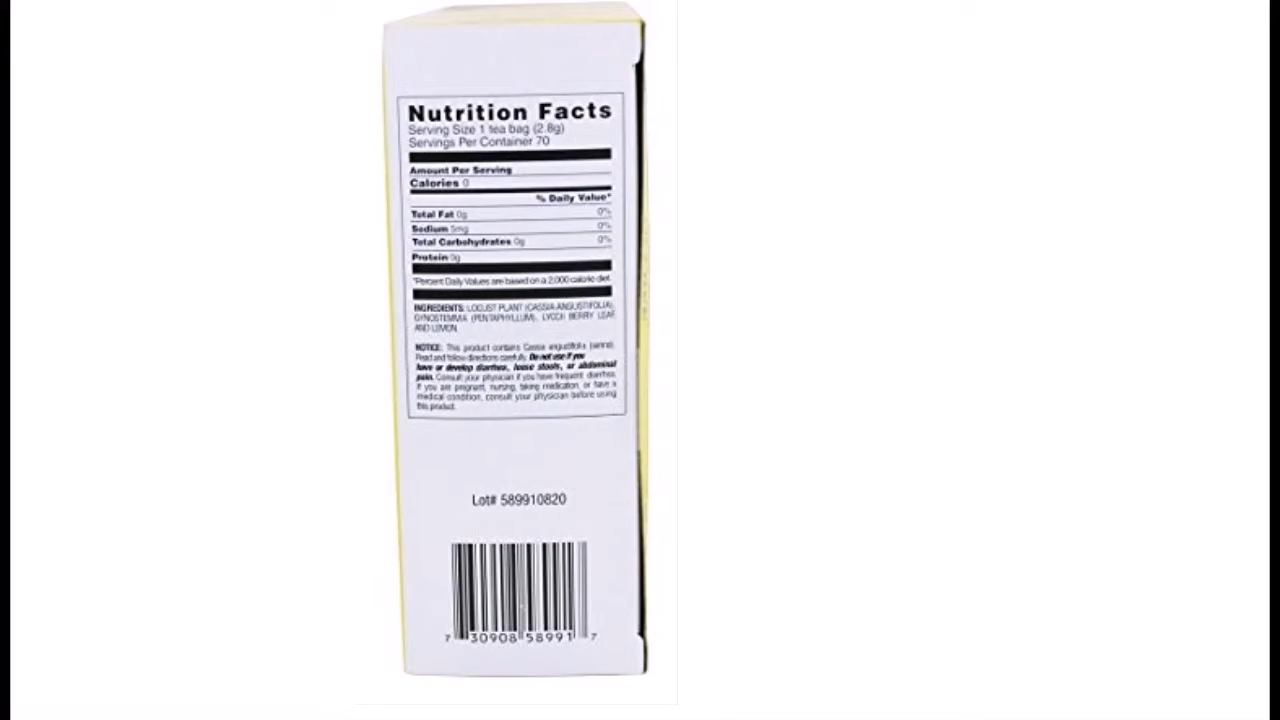 Nutrition Facts
Serving Size 1 tea bag (2.8g)
Servings Per Container 70
Amount Per Serving
Calories 0
% Daily Value*
Total Fat 0g 0%
Sodium 5mg 0%
Total Carbohydrates 0g 0%
Protein 0g
*Percent Daily Values are based on a 2,000 calorie diet.
INGREDIENTS: LOCUST PLANT (CASSIA ANGUSTIFOLIA),
GYNOSTEMMA (PENTAPHYLLUM), LYCCII BERRY LEAF
AND LEMON.
NOTICE: This product contains Cassia angustifolia (senna).
Read and follow directions carefully. Do not use if you
have or develop diarrhea, loose stools, or abdominal
pain. Consult your physician if you have frequent diarrhea.
If you are pregnant, nursing, taking medication, or have a
medical condition, consult your physician before using
this product.
Lot# 589910820
7 30908 58991 7